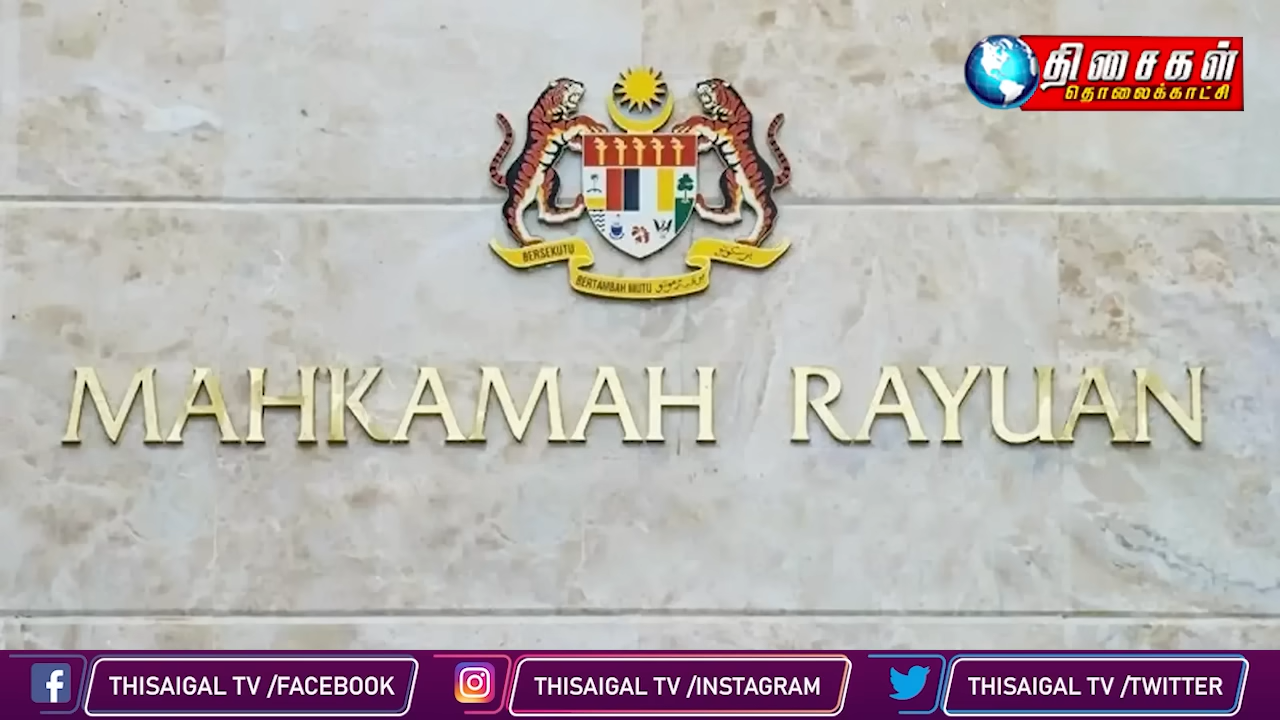 திசைகள்
தொலைக்காட்சி
BERSEKUTU
BERTAMBAH MUTU
MAHKAMAH RAYUAN
THISAIGAL TV /FACEBOOK
THISAIGAL TV /INSTAGRAM
THISAIGAL TV /TWITTER